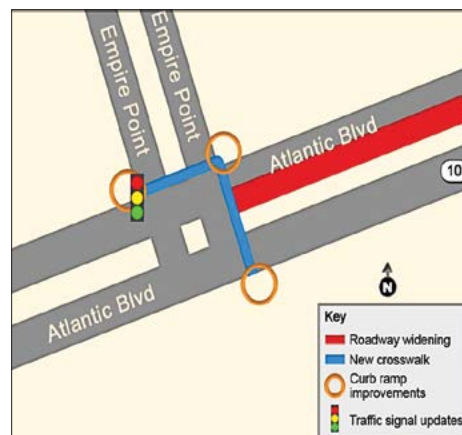 Empire Point
Empire Point
Atlantic Blvd
10
Atlantic Blvd
N
Key
Roadway widening
New crosswalk
Curb ramp
improvements
Traffic signal updates